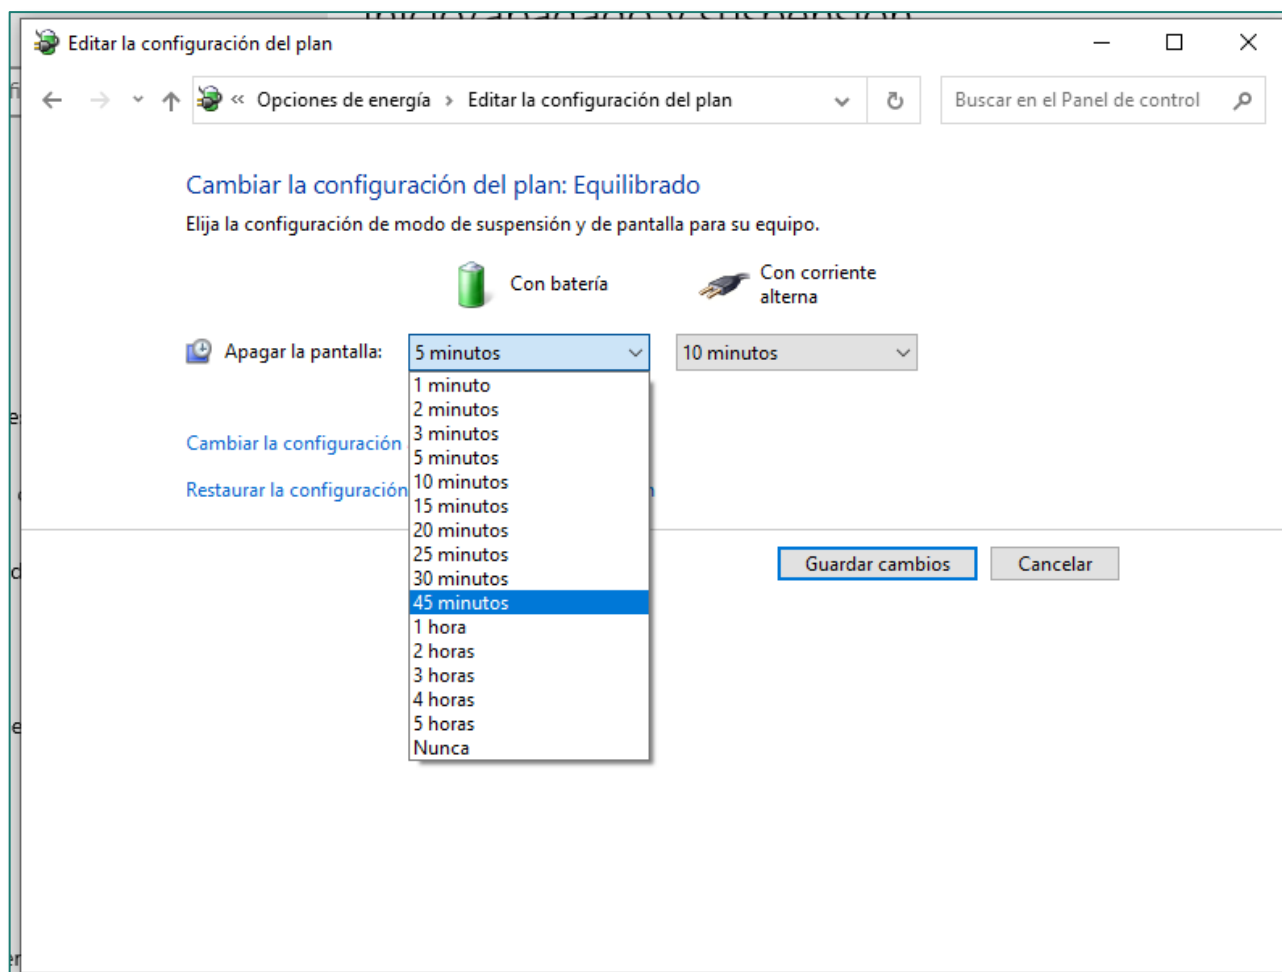 Inicio/apagado y suspensión
Editar la configuración del plan
« Opciones de energía › Editar la configuración del plan
Buscar en el Panel de control
Cambiar la configuración del plan: Equilibrado
Elija la configuración de modo de suspensión y de pantalla para su equipo.
Con batería
Con corriente
alterna
Apagar la pantalla:
5 minutos
10 minutos
1 minuto
2 minutos
3 minutos
5 minutos
10 minutos
15 minutos
20 minutos
25 minutos
30 minutos
45 minutos
1 hora
2 horas
3 horas
4 horas
5 horas
Nunca
Cambiar la configuración
Restaurar la configuración
Guardar cambios
Cancelar